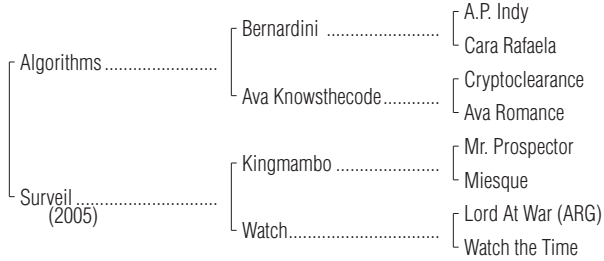 A.P. Indy
Bernardini ........................
Cara Rafaela
Algorithms ........................
Cryptoclearance
Ava Knowsthecode............
Ava Romance
Mr. Prospector
Kingmambo ......................
Miesque
Surveil ..............................
(2005)
Lord At War (ARG)
Watch................................
Watch the Time